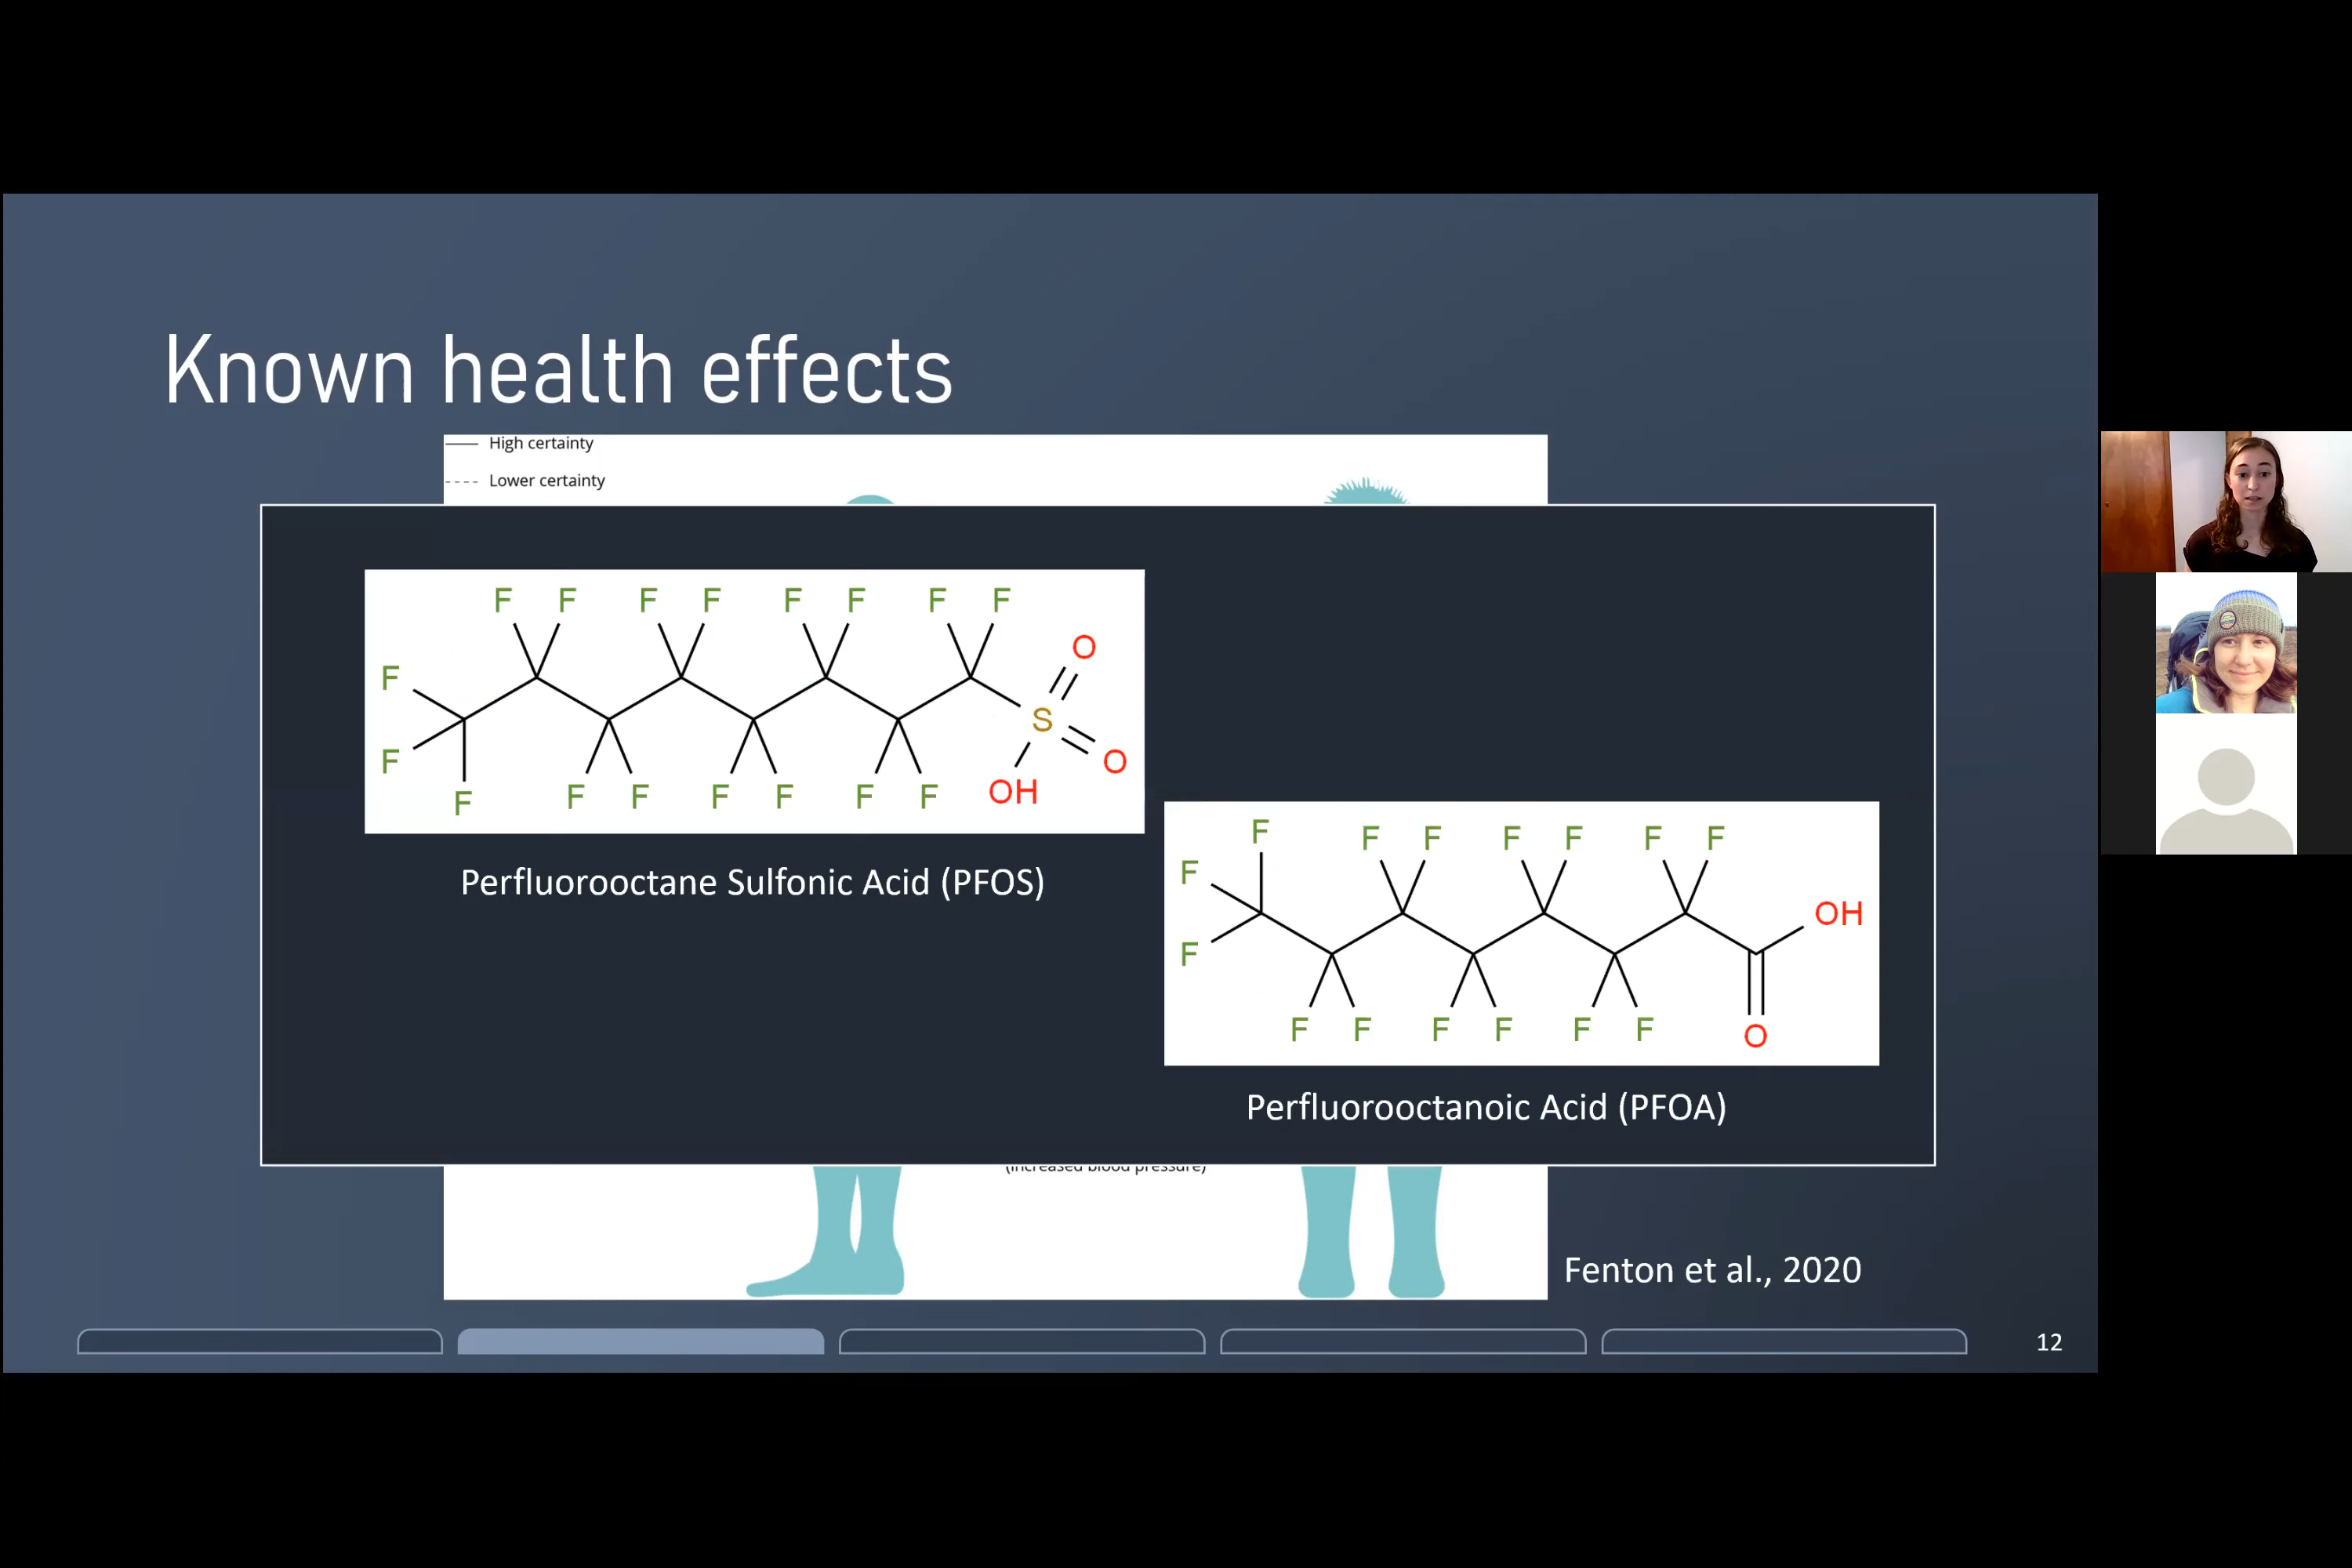 Known health effects
High certainty
Lower certainty
F F F F F F F F
O
F
S
F
O
F F F F F F F OH
Perfluorooctane Sulfonic Acid (PFOS)
F F F F F F F
F
OH
F
F F F F F F O
Perfluorooctanoic Acid (PFOA)
(increased blood pressure)
Fenton et al., 2020
12